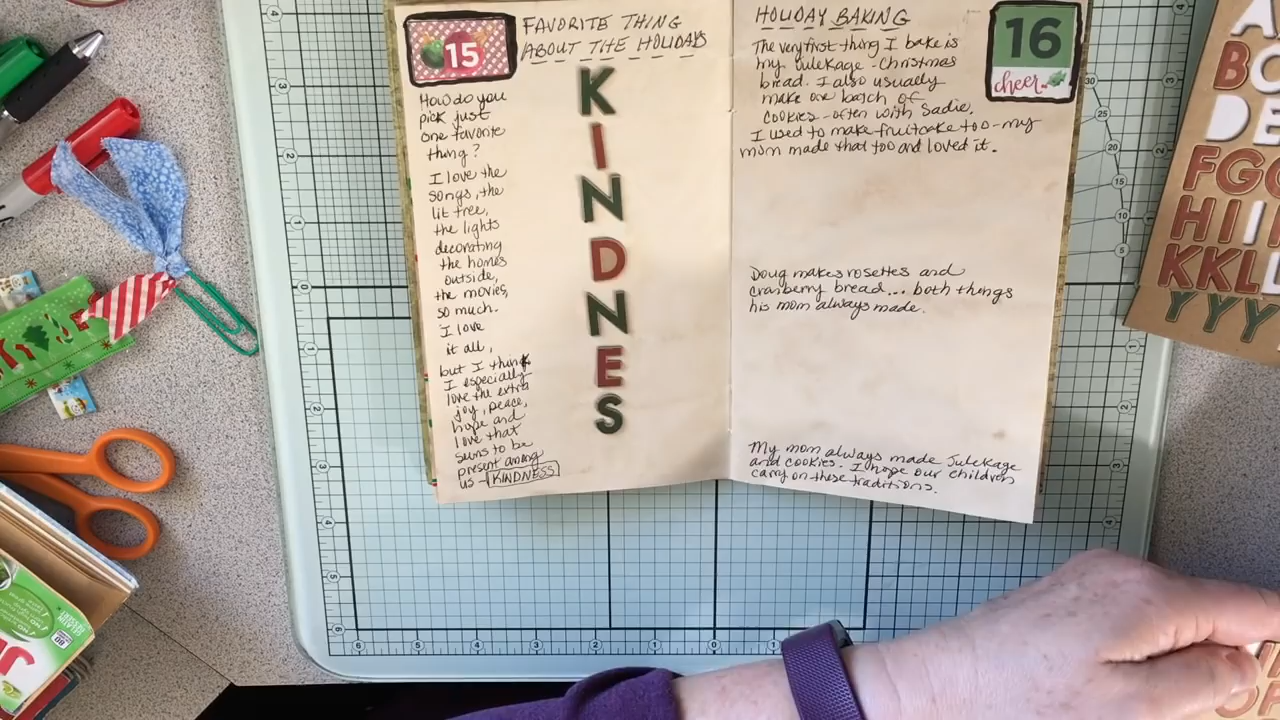 15
FAVORITE THING
ABOUT THE HOLIDAYS
How do you
pick just
one favorite
thing?
I love the
songs, the
lit tree,
the lights
decorating
the homes
outside,
the movies,
so much.
I love
it all,
but I think
I especially
love the extra
joy, peace,
hope and
love that
seems to be
present among
us - KINDNESS
K
I
N
D
N
E
S
HOLIDAY BAKING
16
cheer
The very first thing I bake is
my Julekage - Christmas
bread. I also usually
make one batch of
cookies - often with Sadie.
I used to make fruitcake too - my
mom made that too and loved it.
Doug makes rosettes and
cranberry bread... both things
his mom always made.
My mom always made Julekage
and cookies. I hope our children
carry on these traditions.
A
BC
DE
FGG
HI
KKL
YYY